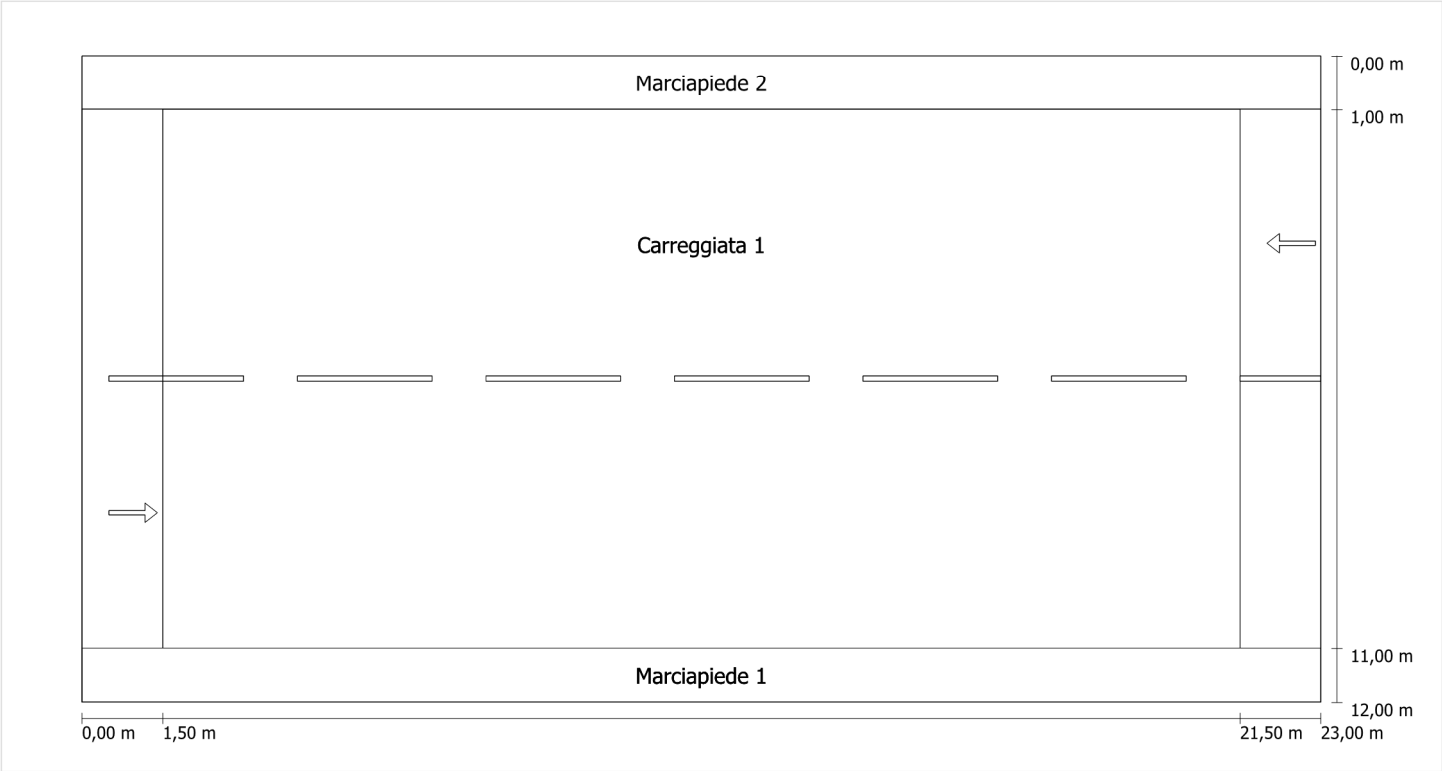 Marciapiede 2
0,00 m
1,00 m
Carreggiata 1
Marciapiede 1
11,00 m
12,00 m
0,00 m
1,50 m
21,50 m
23,00 m